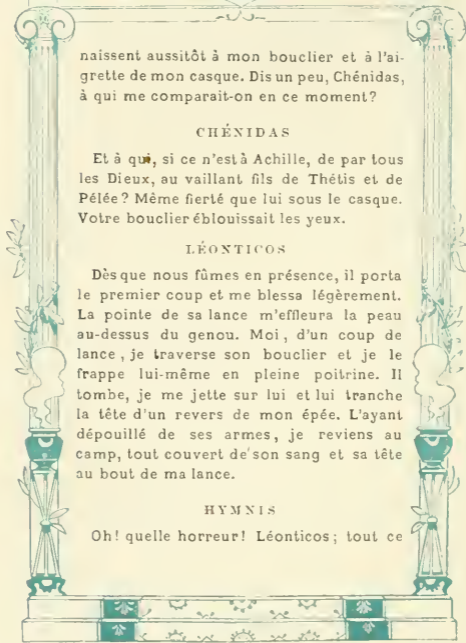 naissent aussitôt à mon bouclier et à l'ai-
grette de mon casque. Dis un peu, Chénidas,
à qui me comparait-on en ce moment?
CHÉNIDAS
Et à qui, si ce n'est à Achille, de par tous
les Dieux, au vaillant fils de Thétis et de
Pélée? Même fierté que lui sous le casque.
Votre bouclier éblouissait les yeux.
LÉONTICOS
Dès que nous fûmes en présence, il porta
le premier coup et me blessa légèrement.
La pointe de sa lance m'effleura la peau
au-dessus du genou. Moi, d'un coup de
lance, je traverse son bouclier et je le
frappe lui-même en pleine poitrine. Il
tombe, je me jette sur lui et lui tranche
la tête d'un revers de mon épée. L'ayant
dépouillé de ses armes, je reviens au
camp, tout couvert de son sang et sa tête
au bout de ma lance.
HYMNIS
Oh! quelle horreur! Léonticos; tout ce